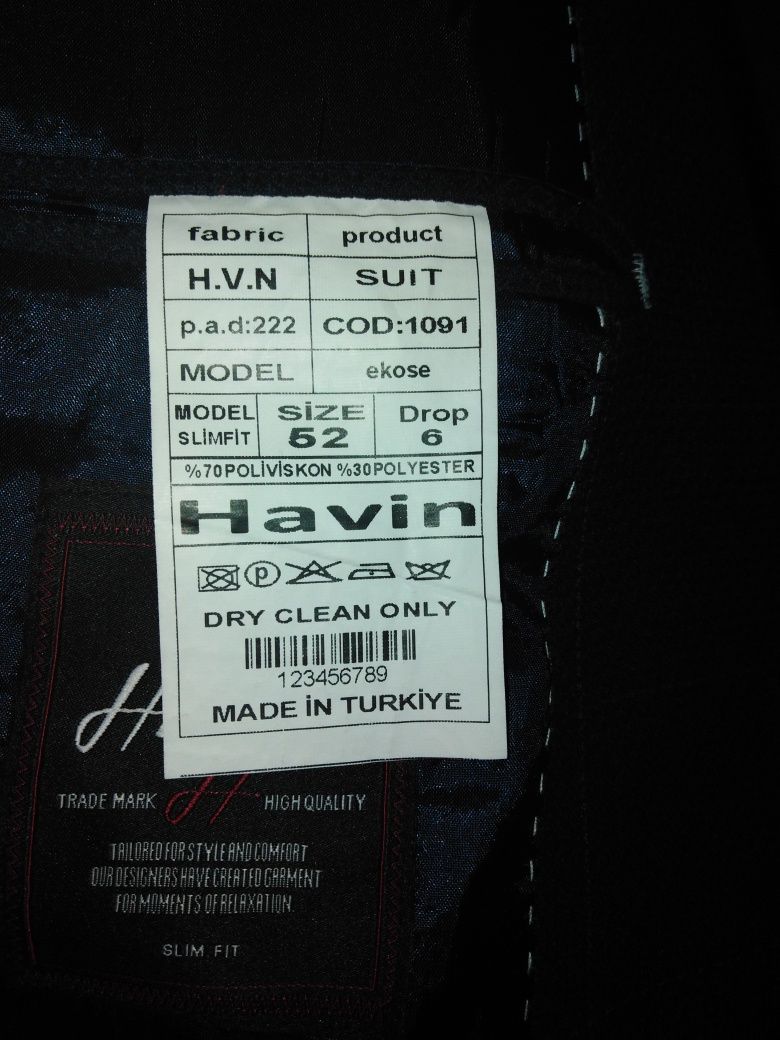 fabric product
H.V.N SUIT
p.a.d:222 COD:1091
MODEL ekose
MODEL SİZE Drop
SLİMFİT 52 6
%70POLİVİSKON %30POLYESTER
Havin
P
DRY CLEAN ONLY
123456789
MADE İN TURKİYE
TRADE MARK H HIGH QUALITY
TAILORED FOR STYLE AND COMFORT
OUR DESIGNERS HAVE CREATED GARMENT
FOR MOMENTS OF RELAXATION.
SLIM FIT